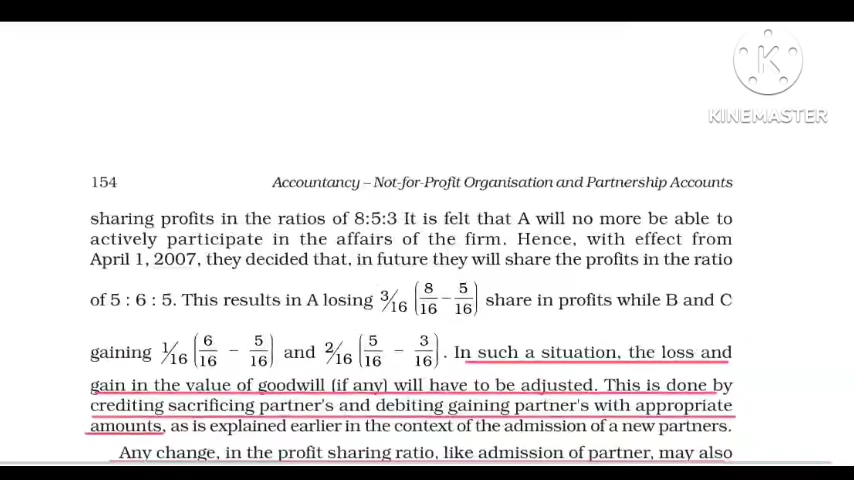 KINEMASTER
154 Accountancy – Not-for-Profit Organisation and Partnership Accounts
sharing profits in the ratios of 8:5:3 It is felt that A will no more be able to
actively participate in the affairs of the firm. Hence, with effect from
April 1, 2007, they decided that, in future they will share the profits in the ratio
of 5 : 6 : 5. This results in A losing 3/16 (8/16 – 5/16) share in profits while B and C
gaining 1/16 (6/16 – 5/16) and 2/16 (5/16 – 3/16). In such a situation, the loss and
gain in the value of goodwill (if any) will have to be adjusted. This is done by
crediting sacrificing partner's and debiting gaining partner's with appropriate
amounts, as is explained earlier in the context of the admission of a new partners.
Any change, in the profit sharing ratio, like admission of partner, may also